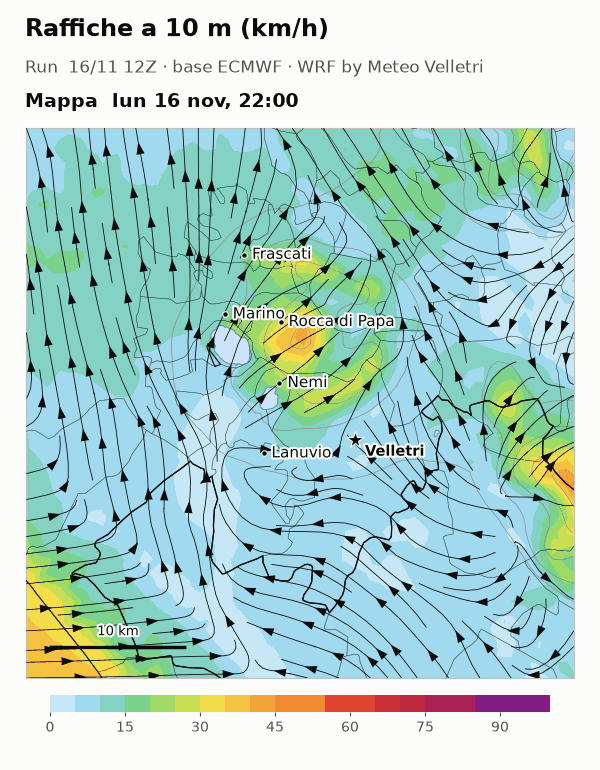 Raffiche a 10 m (km/h)
Run  16/11 12Z · base ECMWF · WRF by Meteo Velletri
Mappa  lun 16 nov, 22:00
Frascati
Marino
Rocca di Papa
Nemi
Velletri
Lanuvio
10 km
0 15 30 45 60 75 90